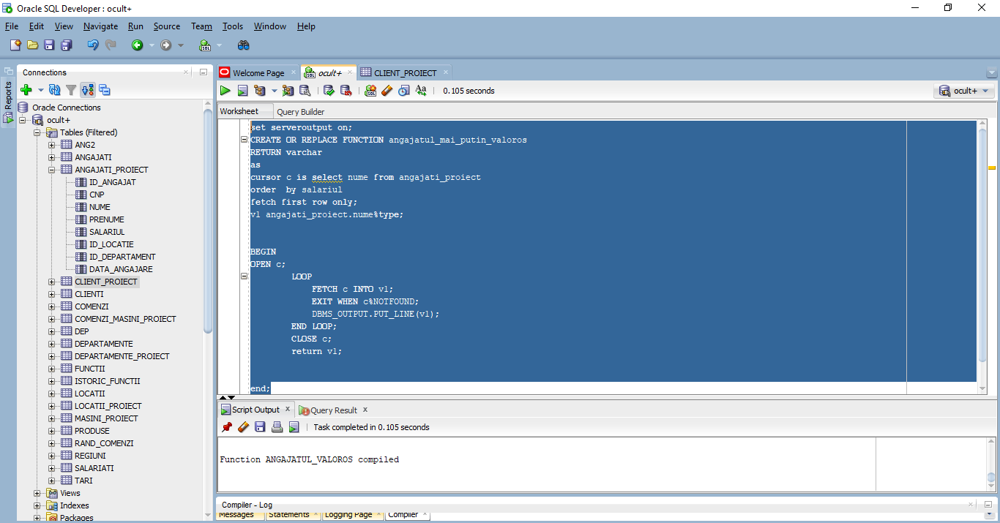 Oracle SQL Developer : ocult+
File Edit View Navigate Run Source Team Tools Window Help
Reports
Connections
Oracle Connections
ocult+
Tables (Filtered)
ANG2
ANGAJATI
ANGAJATI_PROIECT
ID_ANGAJAT
CNP
NUME
PRENUME
SALARIUL
ID_LOCATIE
ID_DEPARTAMENT
DATA_ANGAJARE
CLIENT_PROIECT
CLIENTI
COMENZI
COMENZI_MASINI_PROIECT
DEP
DEPARTAMENTE
DEPARTAMENTE_PROIECT
FUNCTII
ISTORIC_FUNCTII
LOCATII
LOCATII_PROIECT
MASINI_PROIECT
PRODUSE
RAND_COMENZI
REGIUNI
SALARIATI
TARI
Views
Indexes
Packages
Welcome Page ocult+ CLIENT_PROIECT
0.105 seconds ocult+
Worksheet Query Builder
set serveroutput on;
CREATE OR REPLACE FUNCTION angajatul_mai_putin_valoros
RETURN varchar
as
cursor c is select nume from angajati_proiect
order  by salariul
fetch first row only;
v1 angajati_proiect.nume%type;
BEGIN
OPEN c;
LOOP
FETCH c INTO v1;
EXIT WHEN c%NOTFOUND;
DBMS_OUTPUT.PUT_LINE(v1);
END LOOP;
CLOSE c;
return v1;
end;
Script Output Query Result
Task completed in 0.105 seconds
Function ANGAJATUL_VALOROS compiled
Compiler - Log
Messages Statements Logging Page Compiler